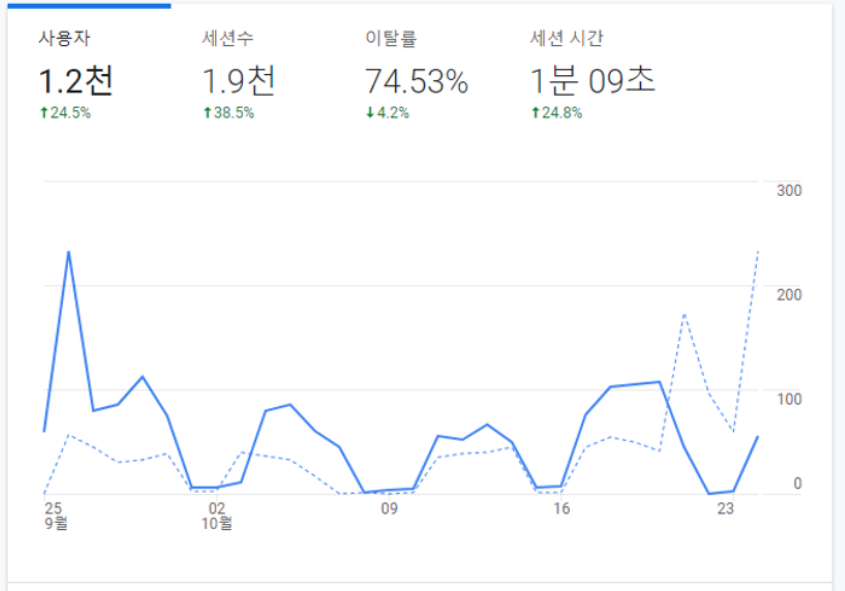 사용자 세션수 이탈률 세션 시간
1.2천 1.9천 74.53% 1분 09초
↑24.5% ↑38.5% ↓4.2% ↑24.8%
300
200
100
0
25 02 09 16 23
9월 10월